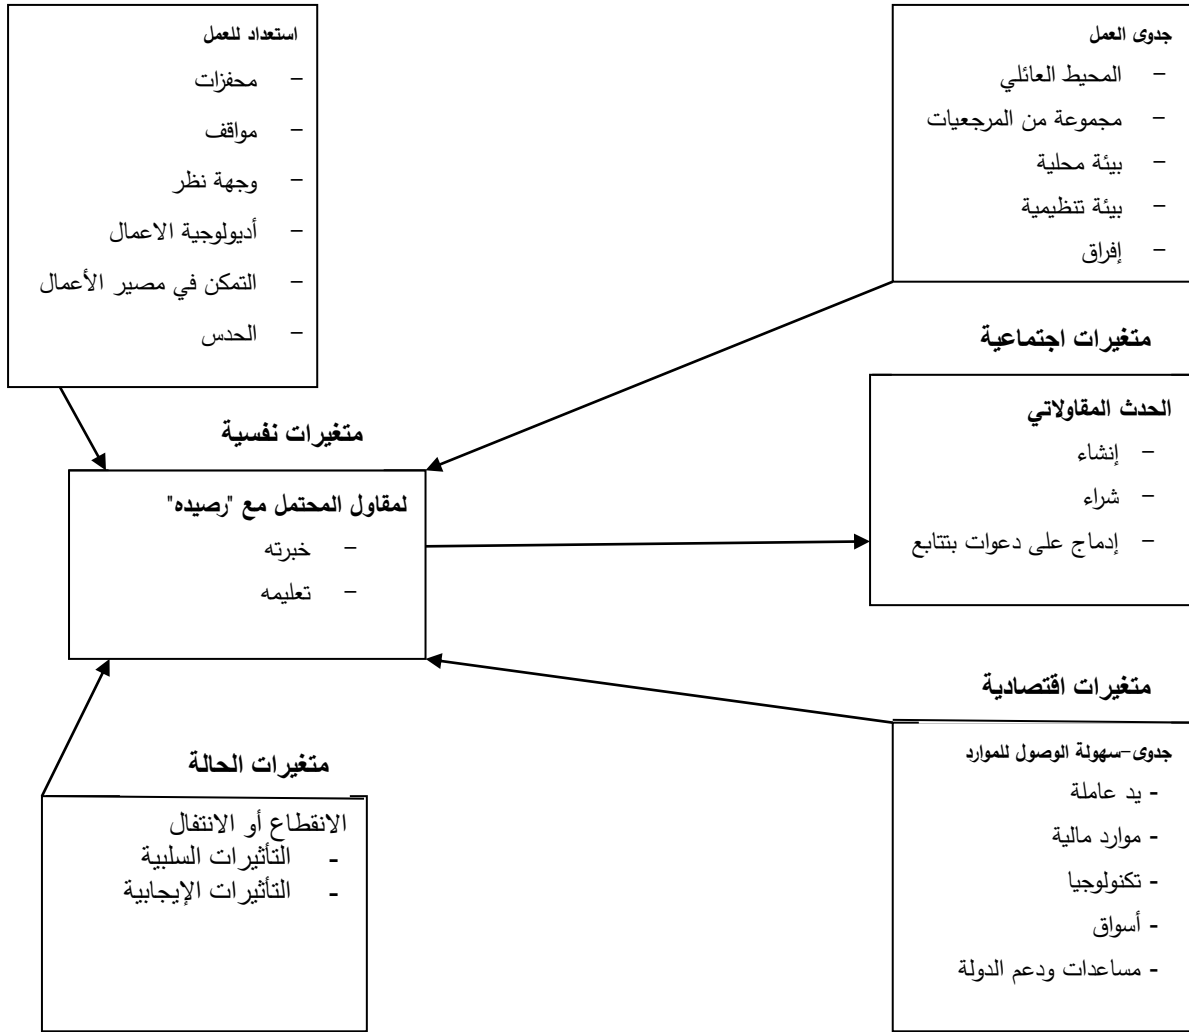 جدوى العمل
– المحيط العائلي
– مجموعة من المرجعيات
– بيئة محلية
– بيئة تنظيمية
– إفراق
استعداد للعمل
– محفزات
– مواقف
– وجهة نظر
– أديولوجية الاعمال
– التمكن في مصير الأعمال
– الحدس
متغيرات اجتماعية
الحدث المقاولاتي
– إنشاء
– شراء
– إدماج على دعوات بتتابع
متغيرات نفسية
لمقاول المحتمل مع "رصيده"
– خبرته
– تعليمه
متغيرات اقتصادية
جدوى–سهولة الوصول للموارد
- يد عاملة
- موارد مالية
- تكنولوجيا
- أسواق
- مساعدات ودعم الدولة
متغيرات الحالة
الانقطاع أو الانتفال
- التأثيرات السلبية
- التأثيرات الإيجابية